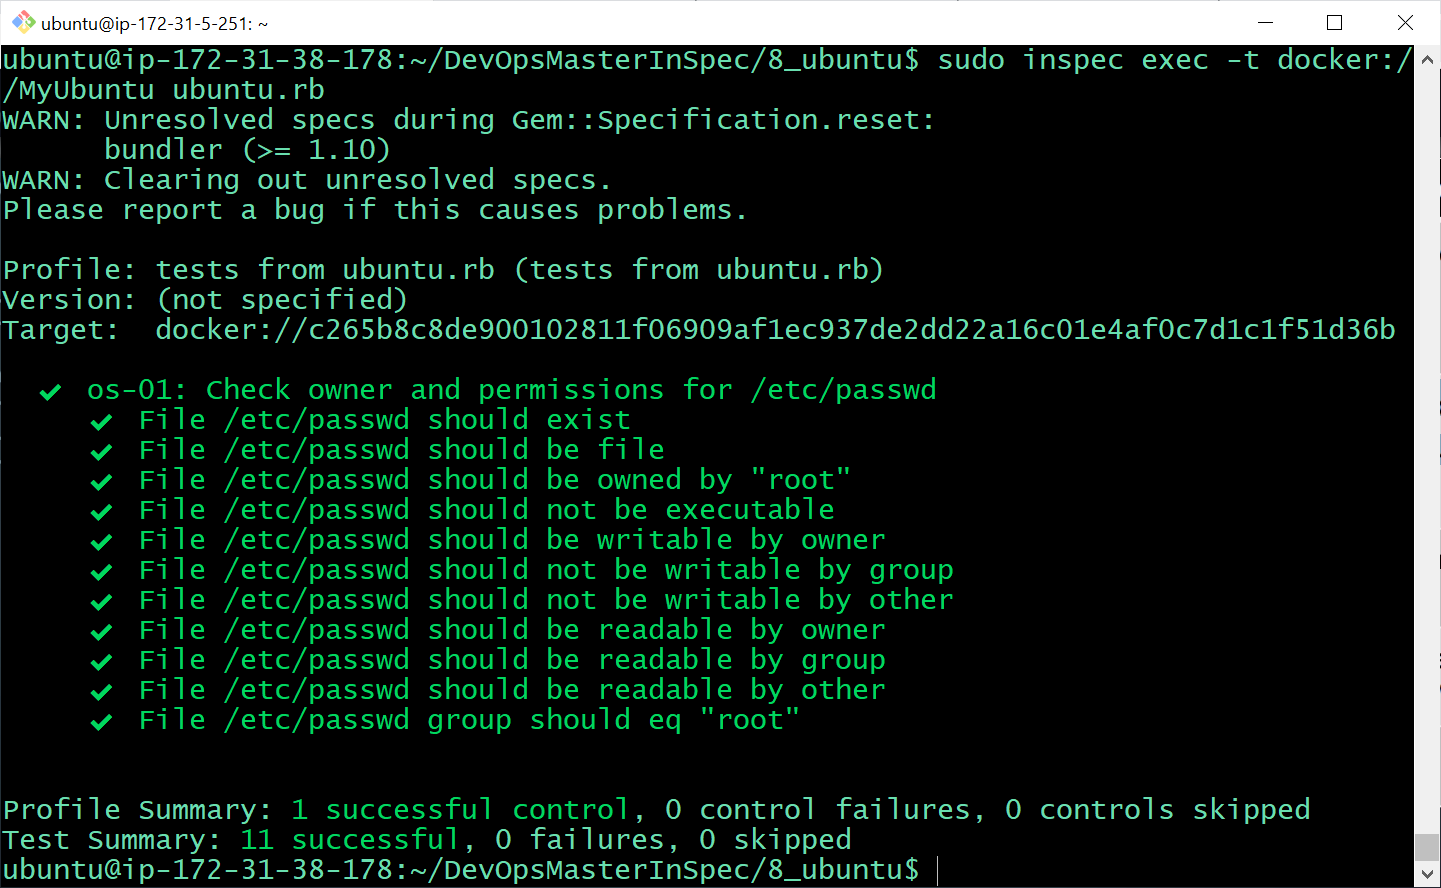 ubuntu@ip-172-31-5-251: ~
ubuntu@ip-172-31-38-178:~/DevOpsMasterInSpec/8_ubuntu$ sudo inspec exec -t docker:/
/MyUbuntu ubuntu.rb
WARN: Unresolved specs during Gem::Specification.reset:
      bundler (>= 1.10)
WARN: Clearing out unresolved specs.
Please report a bug if this causes problems.

Profile: tests from ubuntu.rb (tests from ubuntu.rb)
Version: (not specified)
Target:  docker://c265b8c8de900102811f06909af1ec937de2dd22a16c01e4af0c7d1c1f51d36b

  ✔  os-01: Check owner and permissions for /etc/passwd
     ✔  File /etc/passwd should exist
     ✔  File /etc/passwd should be file
     ✔  File /etc/passwd should be owned by "root"
     ✔  File /etc/passwd should not be executable
     ✔  File /etc/passwd should be writable by owner
     ✔  File /etc/passwd should not be writable by group
     ✔  File /etc/passwd should not be writable by other
     ✔  File /etc/passwd should be readable by owner
     ✔  File /etc/passwd should be readable by group
     ✔  File /etc/passwd should be readable by other
     ✔  File /etc/passwd group should eq "root"

Profile Summary: 1 successful control, 0 control failures, 0 controls skipped
Test Summary: 11 successful, 0 failures, 0 skipped
ubuntu@ip-172-31-38-178:~/DevOpsMasterInSpec/8_ubuntu$